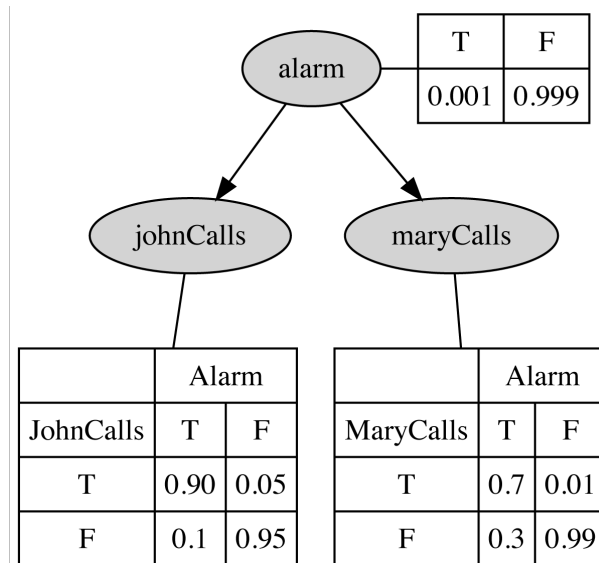 alarm
T F
0.001 0.999
johnCalls
maryCalls
Alarm
JohnCalls T F
T 0.90 0.05
F 0.1 0.95
Alarm
MaryCalls T F
T 0.7 0.01
F 0.3 0.99